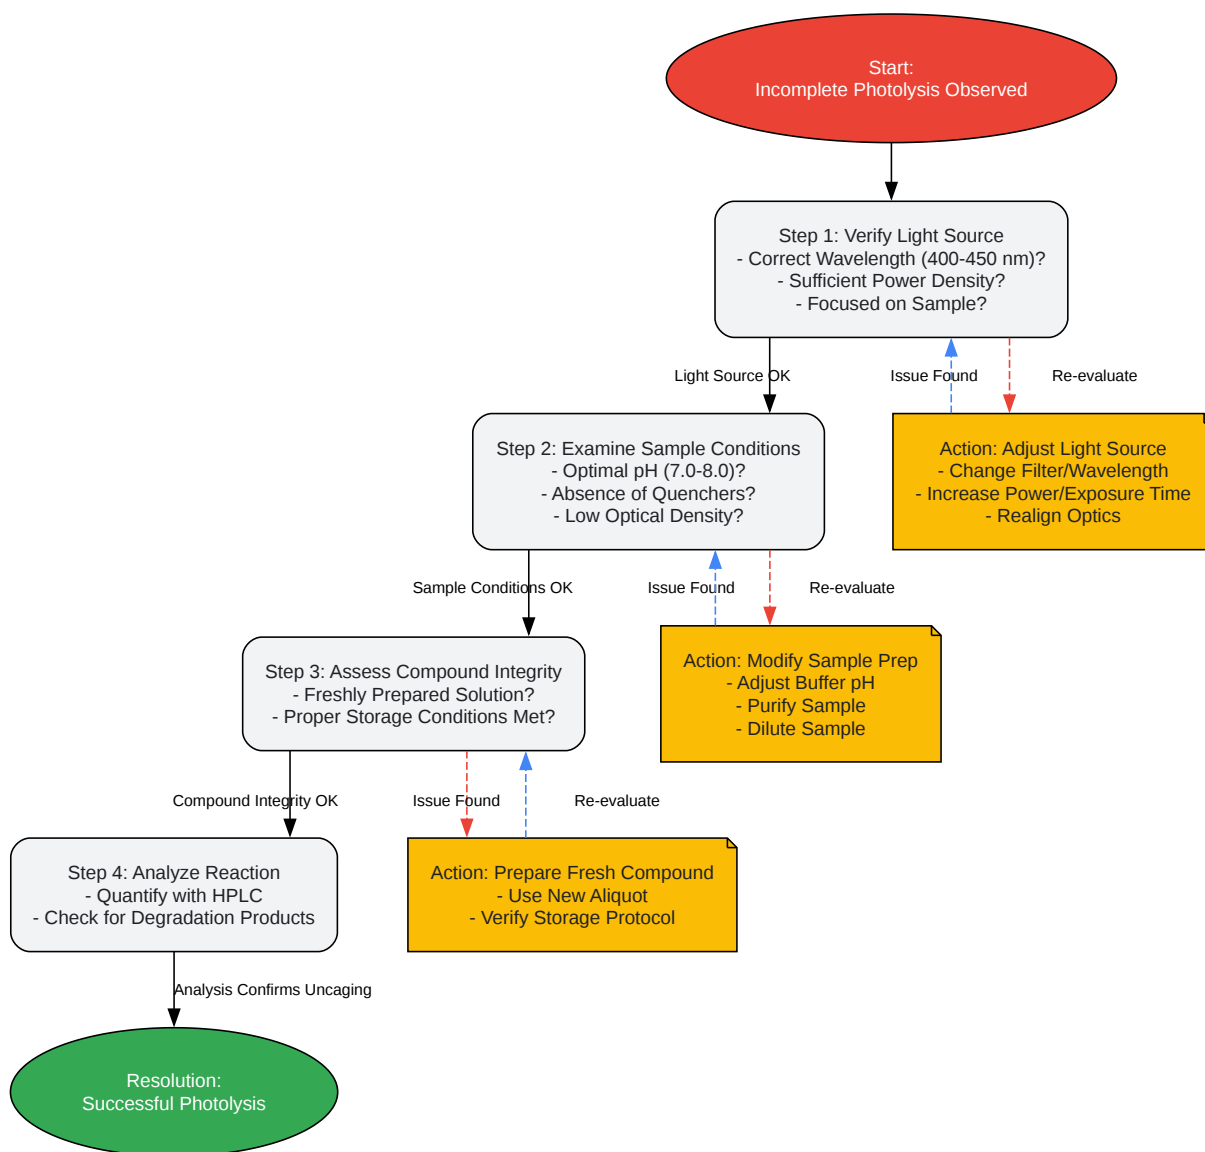 Start:
Incomplete Photolysis Observed
Step 1: Verify Light Source
- Correct Wavelength (400-450 nm)?
- Sufficient Power Density?
- Focused on Sample?
Light Source OK
Issue Found
Re-evaluate
Step 2: Examine Sample Conditions
- Optimal pH (7.0-8.0)?
- Absence of Quenchers?
- Low Optical Density?
Action: Adjust Light Source
- Change Filter/Wavelength
- Increase Power/Exposure Time
- Realign Optics
Sample Conditions OK
Issue Found
Re-evaluate
Step 3: Assess Compound Integrity
- Freshly Prepared Solution?
- Proper Storage Conditions Met?
Action: Modify Sample Prep
- Adjust Buffer pH
- Purify Sample
- Dilute Sample
Compound Integrity OK
Issue Found
Re-evaluate
Step 4: Analyze Reaction
- Quantify with HPLC
- Check for Degradation Products
Action: Prepare Fresh Compound
- Use New Aliquot
- Verify Storage Protocol
Analysis Confirms Uncaging
Resolution:
Successful Photolysis